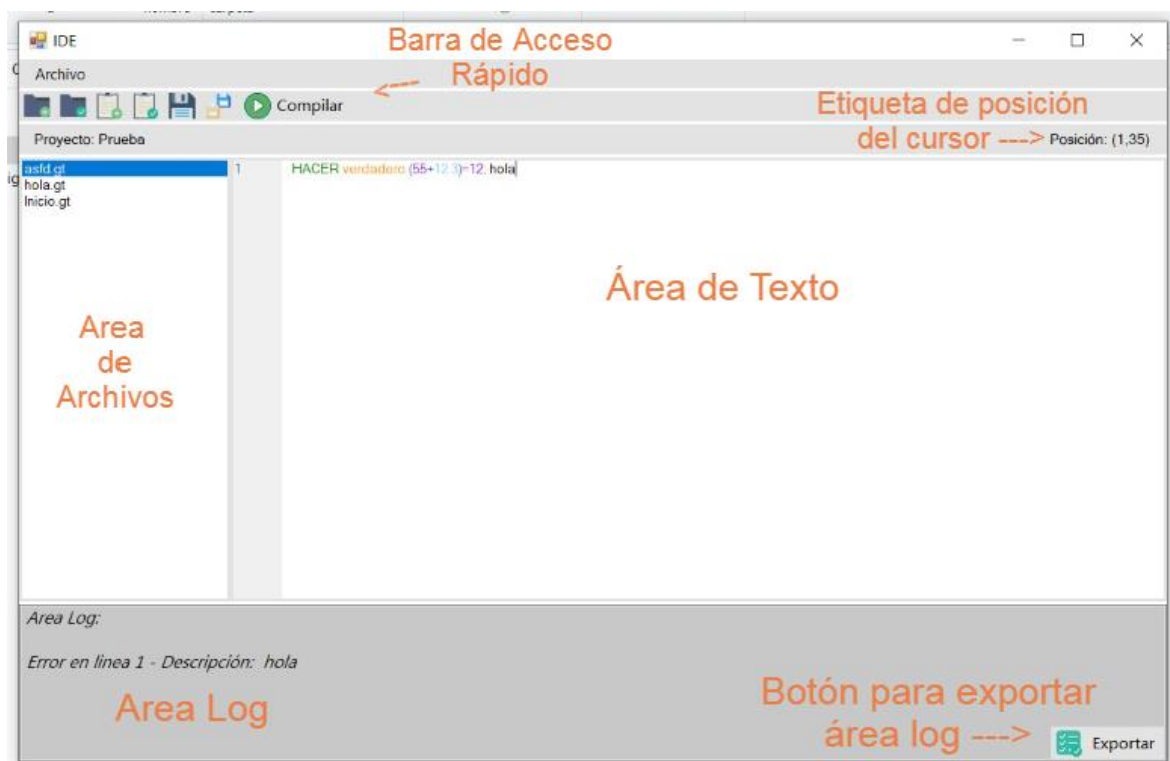 IDE
Barra de Acceso
Rápido
Archivo
<---
Compilar
Etiqueta de posición
del cursor ---> Posición: (1,35)
Proyecto: Prueba
asfd.gt
hola.gt
Inicio.gt
1 HACER verdadero (55+12.3)=12. hola
Área de Texto
Area
de
Archivos
Area Log:
Error en linea 1 - Descripción: hola
Area Log
Botón para exportar
área log --->
Exportar